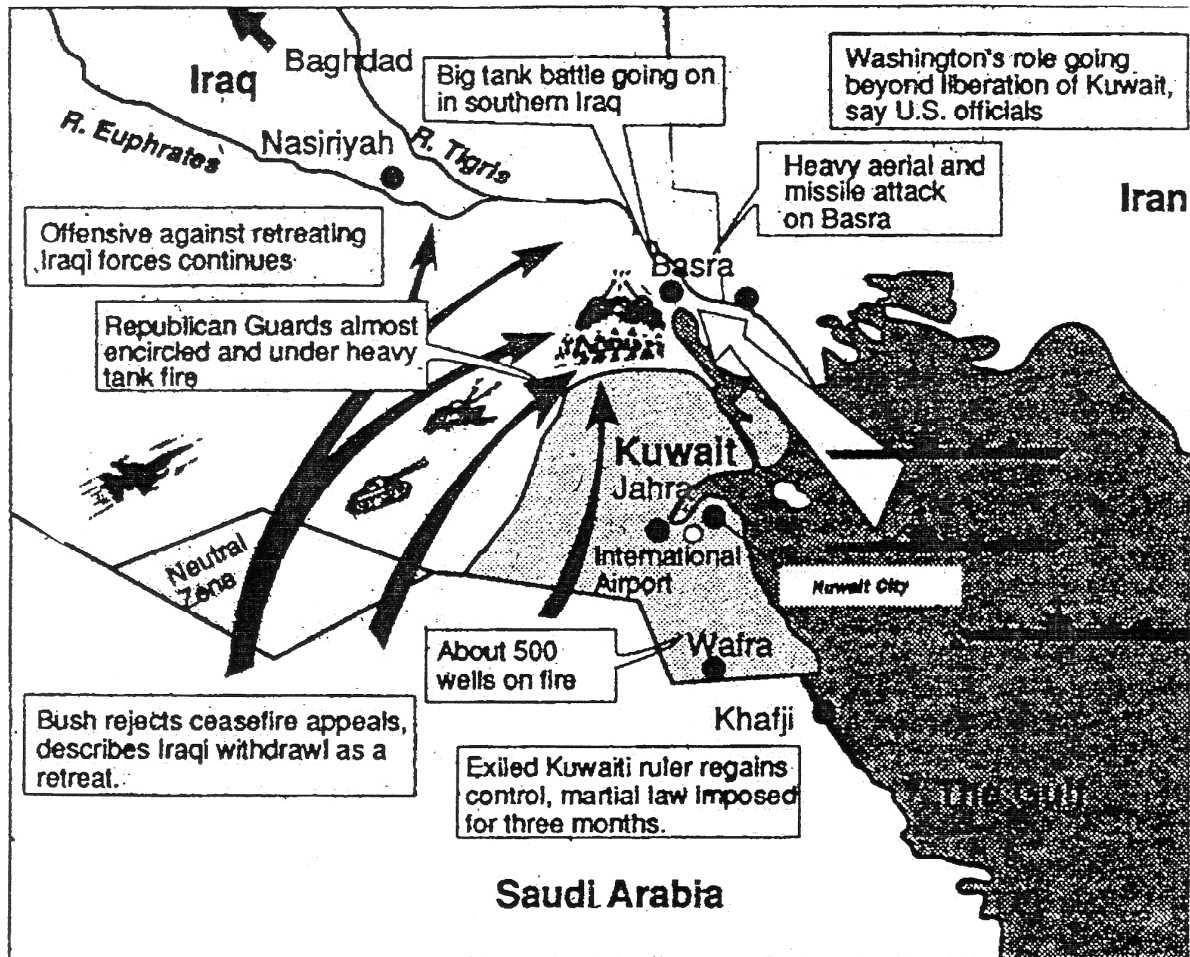 Baghdad
Iraq
R. Euphrates
Nasiriyah
R. Tigris
Big tank battle going on
in southern Iraq
Washington's role going
beyond liberation of Kuwait,
say U.S. officials
Heavy aerial and
missile attack
on Basra
Iran
Offensive against retreating
Iraqi forces continues
Basra
Republican Guards almost
encircled and under heavy
tank fire
Kuwait
Jahra
Neutral
Zone
International
Airport
Kuwait City
About 500
wells on fire
Wafra
Bush rejects ceasefire appeals,
describes Iraqi withdrawl as a
retreat.
Khafji
Exiled Kuwaiti ruler regains
control, martial law imposed
for three months.
The Gulf
Saudi Arabia